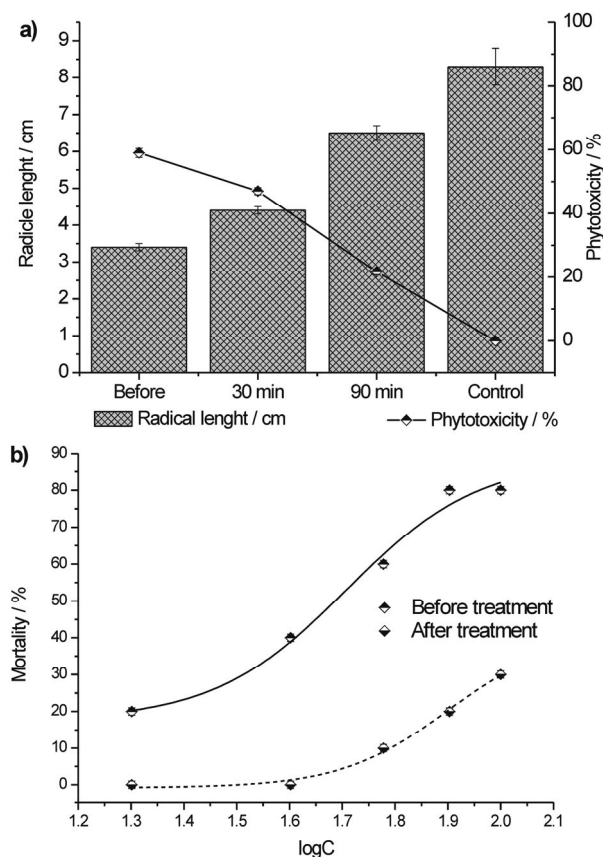 a)
Radicle lenght / cm
9
8
7
6
5
4
3
2
1
0
Phytotoxicity / %
100
80
60
40
20
0
Before 30 min 90 min Control
Radical lenght / cm Phytotoxicity / %
b)
Mortality / %
90
80
70
60
50
40
30
20
10
0
Before treatment
After treatment
1.2 1.3 1.4 1.5 1.6 1.7 1.8 1.9 2.0 2.1
logC